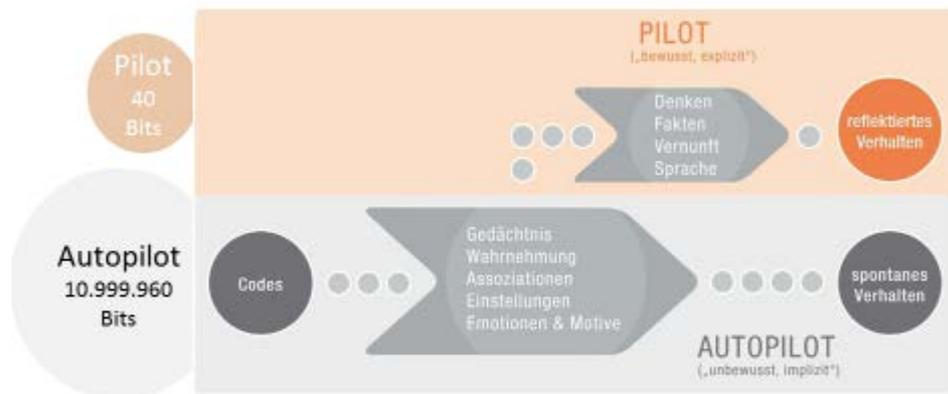 PILOT
(„bewusst, explizit“)
Pilot
40
Bits
Denken
Fakten
Vernunft
Sprache
reflektiertes
Verhalten
Autopilot
10.999.960
Bits
Codes
Gedächtnis
Wahrnehmung
Assoziationen
Einstellungen
Emotionen & Motive
spontanes
Verhalten
AUTOPILOT
(„unbewusst, implizit“)